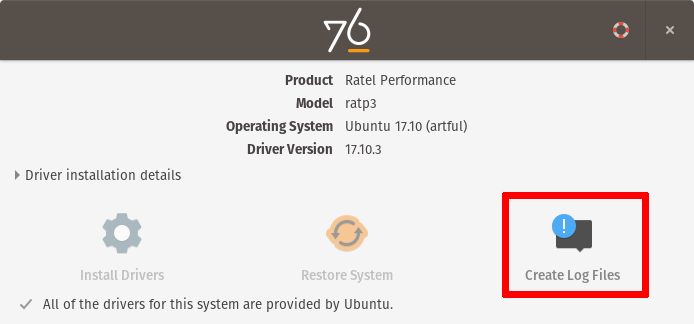 76
Product Ratel Performance
Model ratp3
Operating System Ubuntu 17.10 (artful)
Driver Version 17.10.3
Driver installation details
Install Drivers Restore System Create Log Files
All of the drivers for this system are provided by Ubuntu.